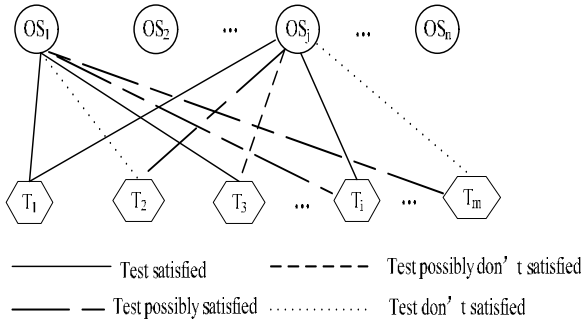 OS1 OS2 ... OSj ... OSn
T1 T2 T3 ... Ti ... Tm
Test satisfied Test possibly don' t satisfied
Test possibly satisfied Test don' t satisfied